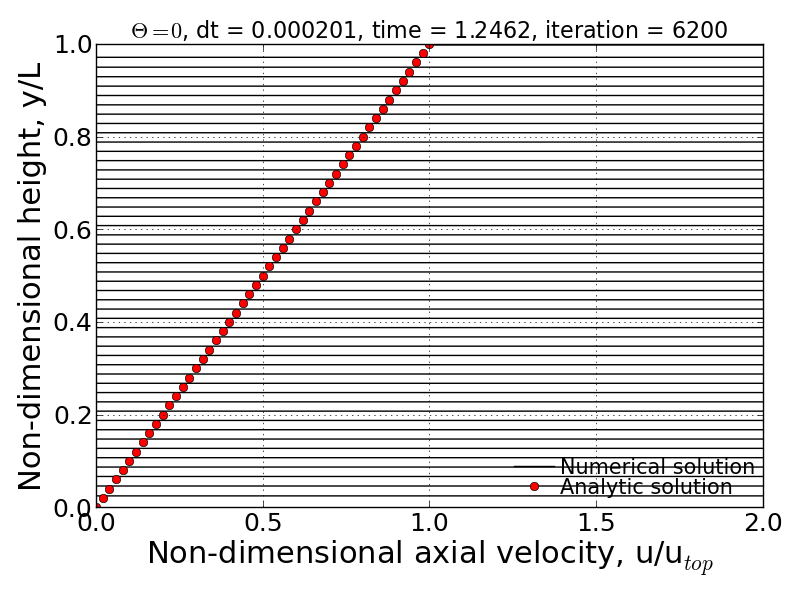 Θ = 0, dt = 0.000201, time = 1.2462, iteration = 6200
Non-dimensional height, y/L
1.0
0.8
0.6
0.4
0.2
0.0
Numerical solution
Analytic solution
0.0 0.5 1.0 1.5 2.0
Non-dimensional axial velocity, u/u_top